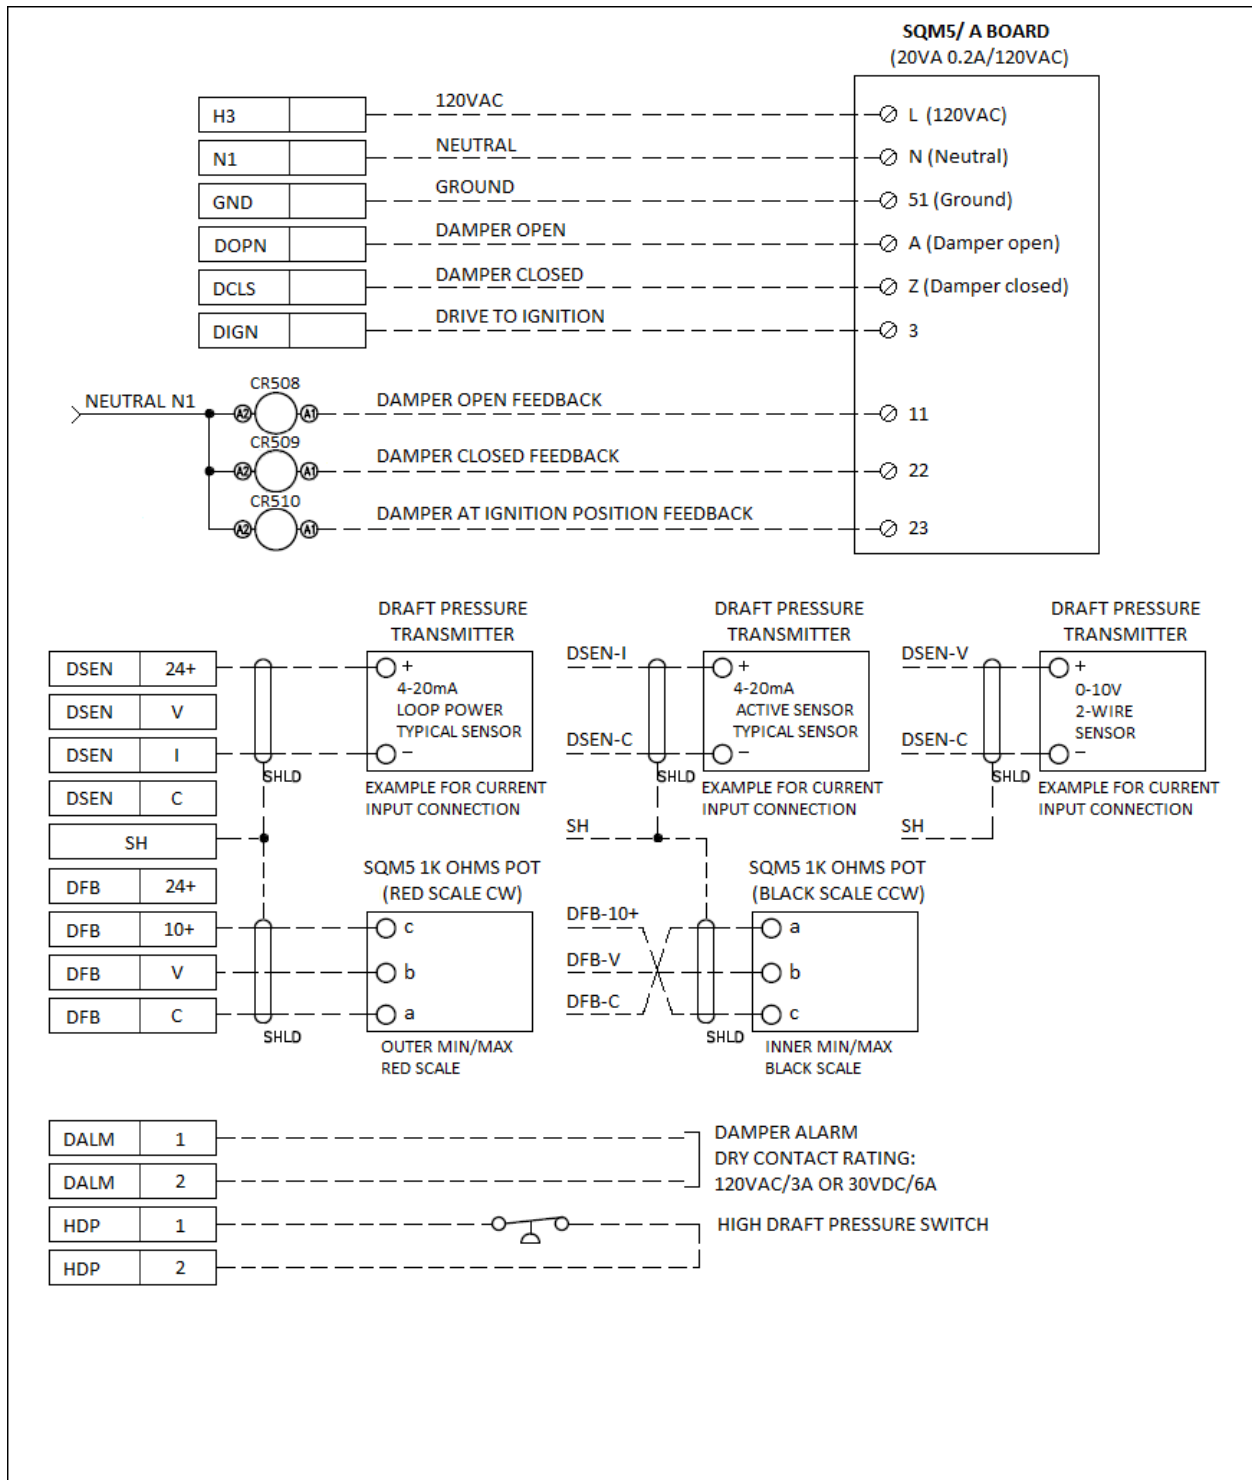 SQM5/ A BOARD
(20VA 0.2A/120VAC)
H3
120VAC
L (120VAC)
N1
NEUTRAL
N (Neutral)
GND
GROUND
51 (Ground)
DOPN
DAMPER OPEN
A (Damper open)
DCLS
DAMPER CLOSED
Z (Damper closed)
DIGN
DRIVE TO IGNITION
3
NEUTRAL N1
CR508
A2
A1
DAMPER OPEN FEEDBACK
11
CR509
A2
A1
DAMPER CLOSED FEEDBACK
22
CR510
A2
A1
DAMPER AT IGNITION POSITION FEEDBACK
23
DSEN 24+
DSEN V
DSEN I
DSEN C
SH
DFB 24+
DFB 10+
DFB V
DFB C
DRAFT PRESSURE
TRANSMITTER
+
4-20mA
LOOP POWER
TYPICAL SENSOR
−
SHLD
EXAMPLE FOR CURRENT
INPUT CONNECTION
DRAFT PRESSURE
TRANSMITTER
DSEN-I
+
4-20mA
ACTIVE SENSOR
TYPICAL SENSOR
DSEN-C
−
SHLD
EXAMPLE FOR CURRENT
INPUT CONNECTION
SH
DRAFT PRESSURE
TRANSMITTER
DSEN-V
+
0-10V
2-WIRE
SENSOR
DSEN-C
−
SHLD
EXAMPLE FOR CURRENT
INPUT CONNECTION
SH
SQM5 1K OHMS POT
(RED SCALE CW)
c
b
a
SHLD
OUTER MIN/MAX
RED SCALE
SQM5 1K OHMS POT
(BLACK SCALE CCW)
DFB-10+
DFB-V
DFB-C
a
b
c
SHLD
INNER MIN/MAX
BLACK SCALE
DALM 1
DALM 2
HDP 1
HDP 2
DAMPER ALARM
DRY CONTACT RATING:
120VAC/3A OR 30VDC/6A
HIGH DRAFT PRESSURE SWITCH